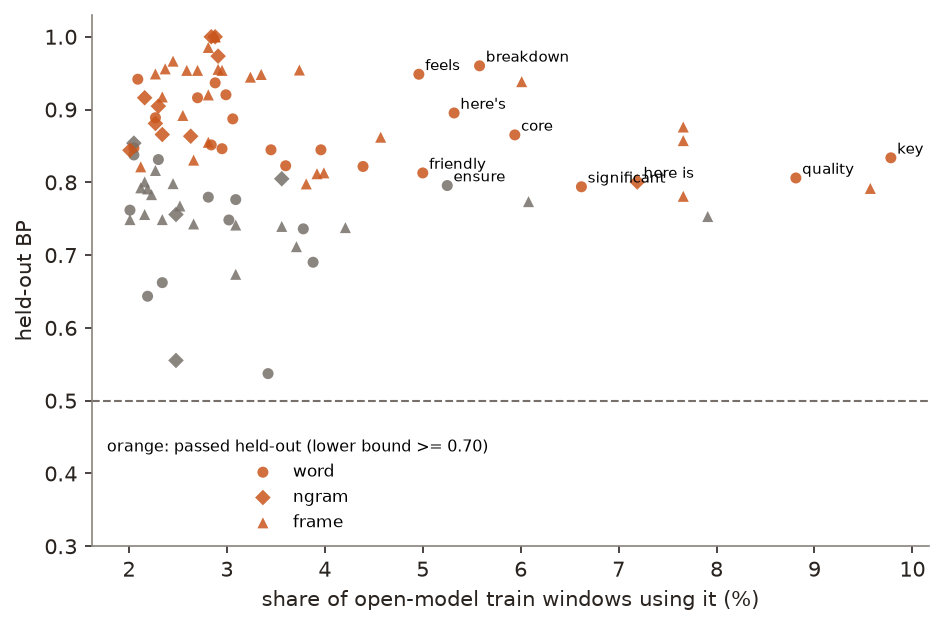 1.0
0.9
0.8
0.7
0.6
0.5
0.4
0.3
held-out BP
feels
breakdown
here's
core
key
friendly
ensure
significant
here is
quality
orange: passed held-out (lower bound >= 0.70)
word
ngram
frame
2 3 4 5 6 7 8 9 10
share of open-model train windows using it (%)